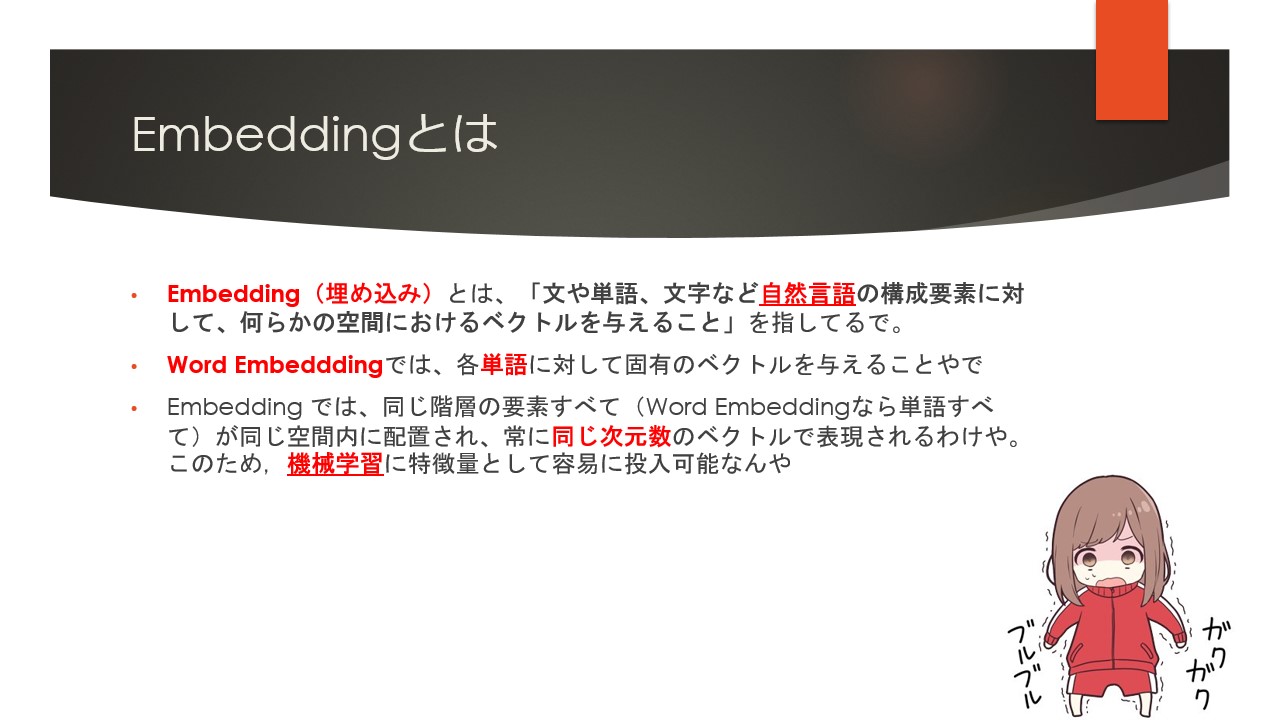 Embeddingとは
• Embedding（埋め込み）とは、「文や単語、文字など自然言語の構成要素に対
して、何らかの空間におけるベクトルを与えること」を指してるで。
• Word Embedddingでは、各単語に対して固有のベクトルを与えることやで
• Embedding では、同じ階層の要素すべて（Word Embeddingなら単語すべ
て）が同じ空間内に配置され、常に同じ次元数のベクトルで表現されるわけや。
このため，機械学習に特徴量として容易に投入可能なんや
ブルブル
ガクガク